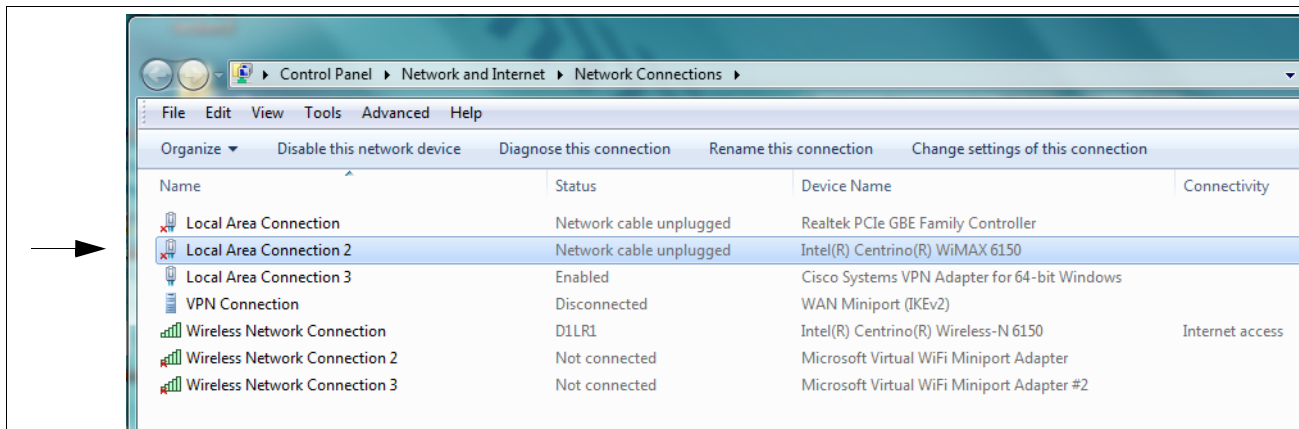 Control Panel Network and Internet Network Connections
File Edit View Tools Advanced Help
Organize Disable this network device Diagnose this connection Rename this connection Change settings of this connection
Name Status Device Name Connectivity
Local Area Connection Network cable unplugged Realtek PCIe GBE Family Controller
Local Area Connection 2 Network cable unplugged Intel(R) Centrino(R) WiMAX 6150
Local Area Connection 3 Enabled Cisco Systems VPN Adapter for 64-bit Windows
VPN Connection Disconnected WAN Miniport (IKEv2)
Wireless Network Connection D1LR1 Intel(R) Centrino(R) Wireless-N 6150 Internet access
Wireless Network Connection 2 Not connected Microsoft Virtual WiFi Miniport Adapter
Wireless Network Connection 3 Not connected Microsoft Virtual WiFi Miniport Adapter #2